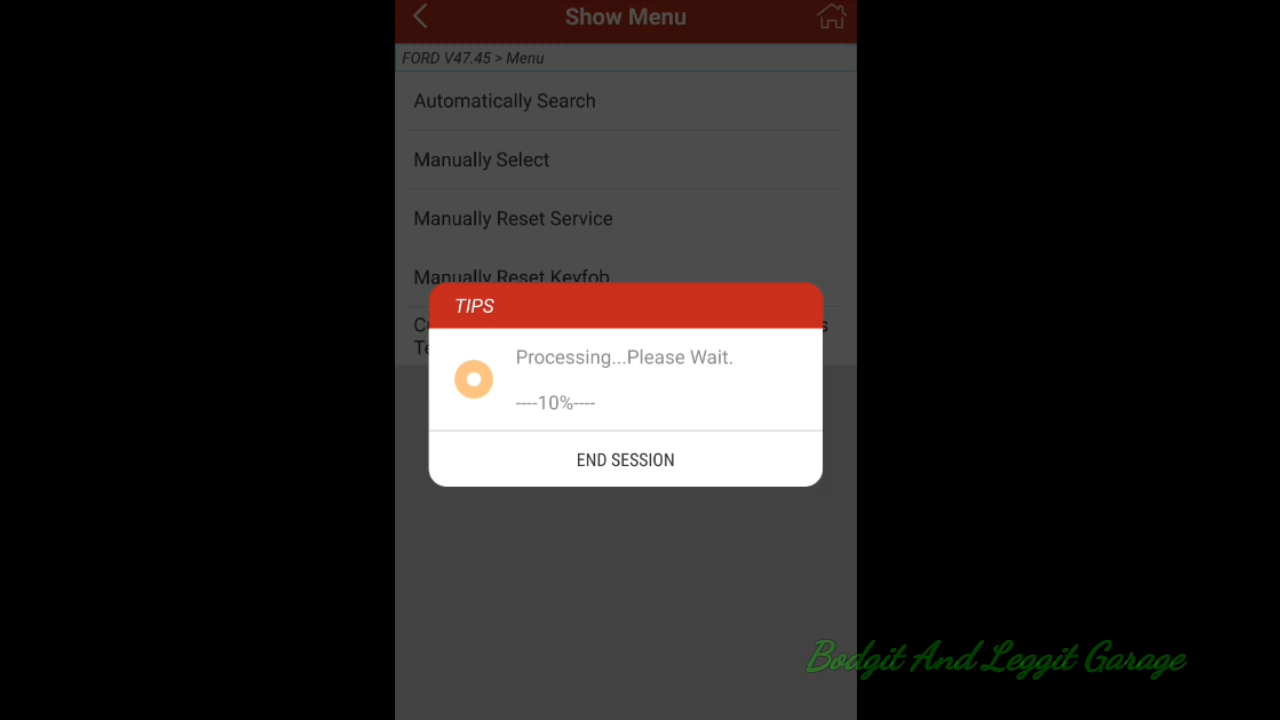 Show Menu
FORD V47.45 > Menu
Automatically Search
Manually Select
Manually Reset Service
Manually Reset Keyfob
TIPS
Processing...Please Wait.
----10%----
END SESSION
Bodgit And Leggit Garage